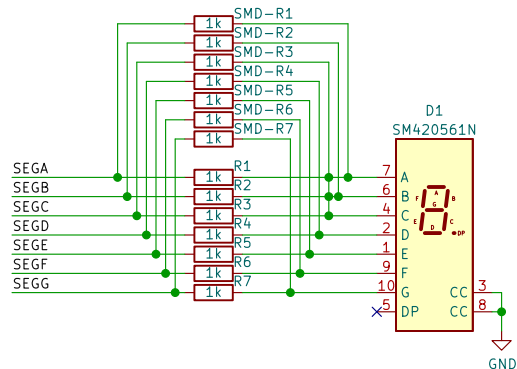 SMD-R1
1k
SMD-R2
1k
SMD-R3
1k
SMD-R4
1k
SMD-R5
1k
SMD-R6
1k
SMD-R7
1k
D1
SM420561N
SEGA 1k R1 7 A
SEGB 1k R2 6 B
SEGC 1k R3 4 C
SEGD 1k R4 2 D
SEGE 1k R5 1 E
SEGF 1k R6 9 F
SEGG 1k R7 10 G CC 3
5 DP CC 8
A
F B
G
E C
D DP
GND